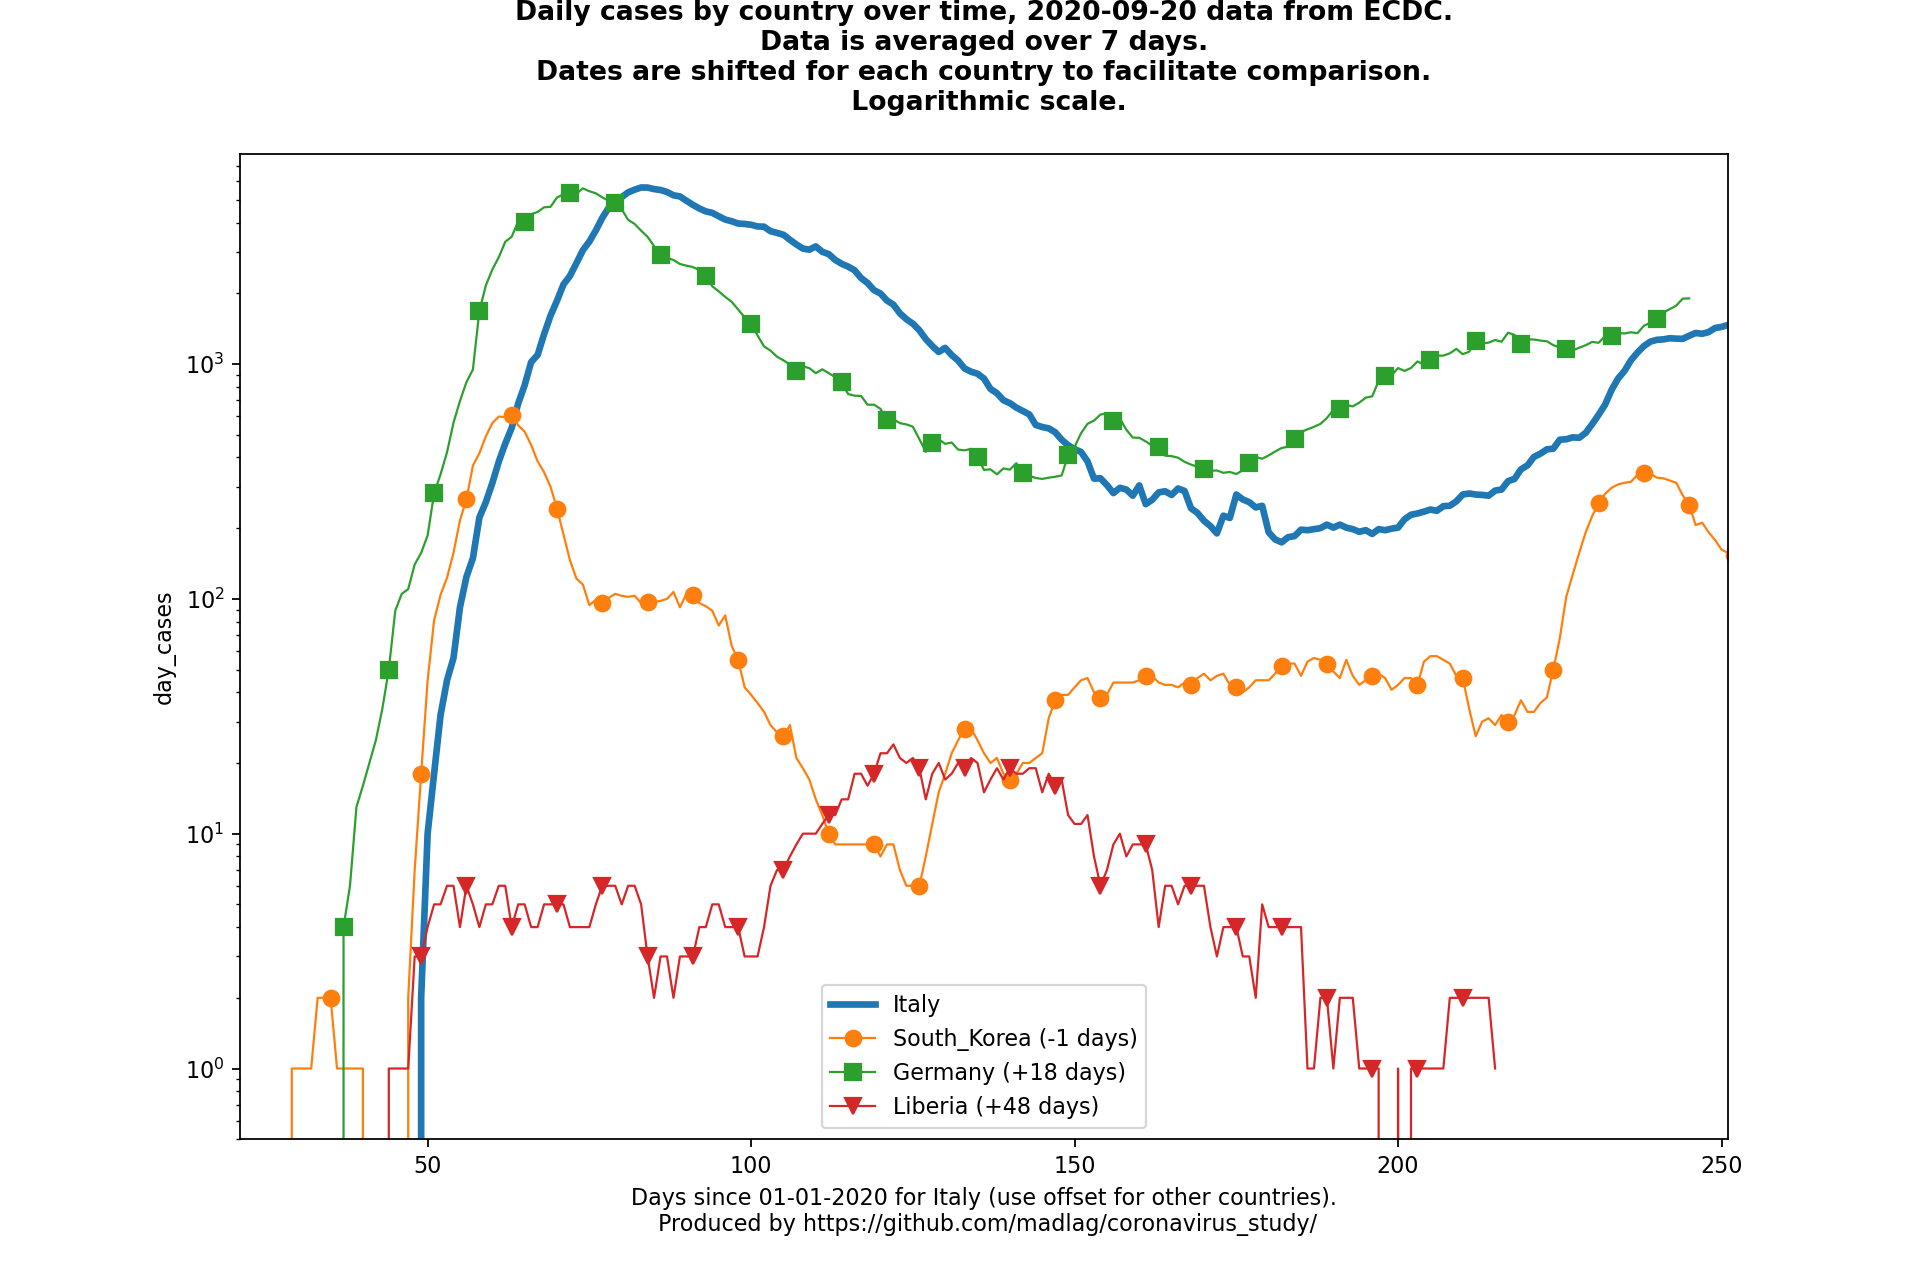 Daily cases by country over time, 2020-09-20 data from ECDC.
Data is averaged over 7 days.
Dates are shifted for each country to facilitate comparison.
Logarithmic scale.
day_cases
10³
10²
10¹
10⁰
Italy
South_Korea (-1 days)
Germany (+18 days)
Liberia (+48 days)
50
100
150
200
250
Days since 01-01-2020 for Italy (use offset for other countries).
Produced by https://github.com/madlag/coronavirus_study/